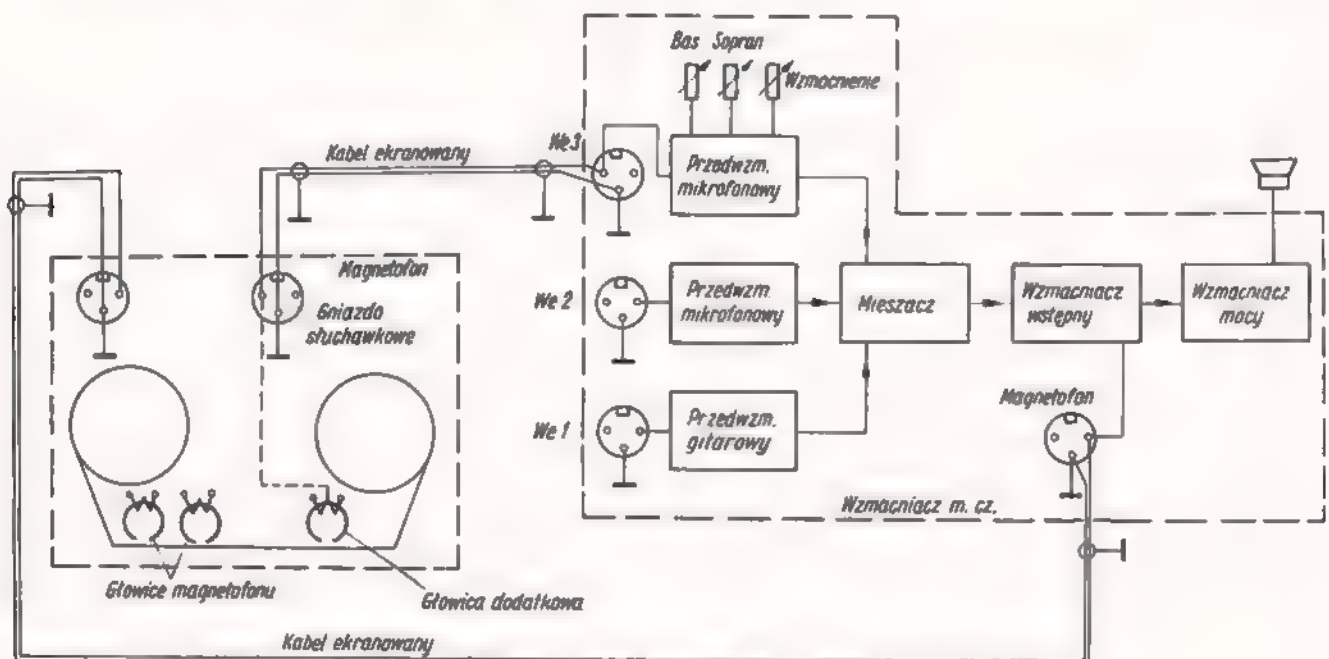 Bas Sopran
Wzmocnienie
We 3
Kabel ekranowany
Przedwzm.
mikrofonowy
Magnetofon
Gniazdo
słuchawkowe
We 2
Przedwzm.
mikrofonowy
Mieszacz
Wzmacniacz
wstępny
Wzmacniacz
mocy
We 1
Przedwzm.
gitarowy
Magnetofon
Wzmacniacz m. cz.
Głowice magnetofonu
Głowica dodatkowa
Kabel ekranowany